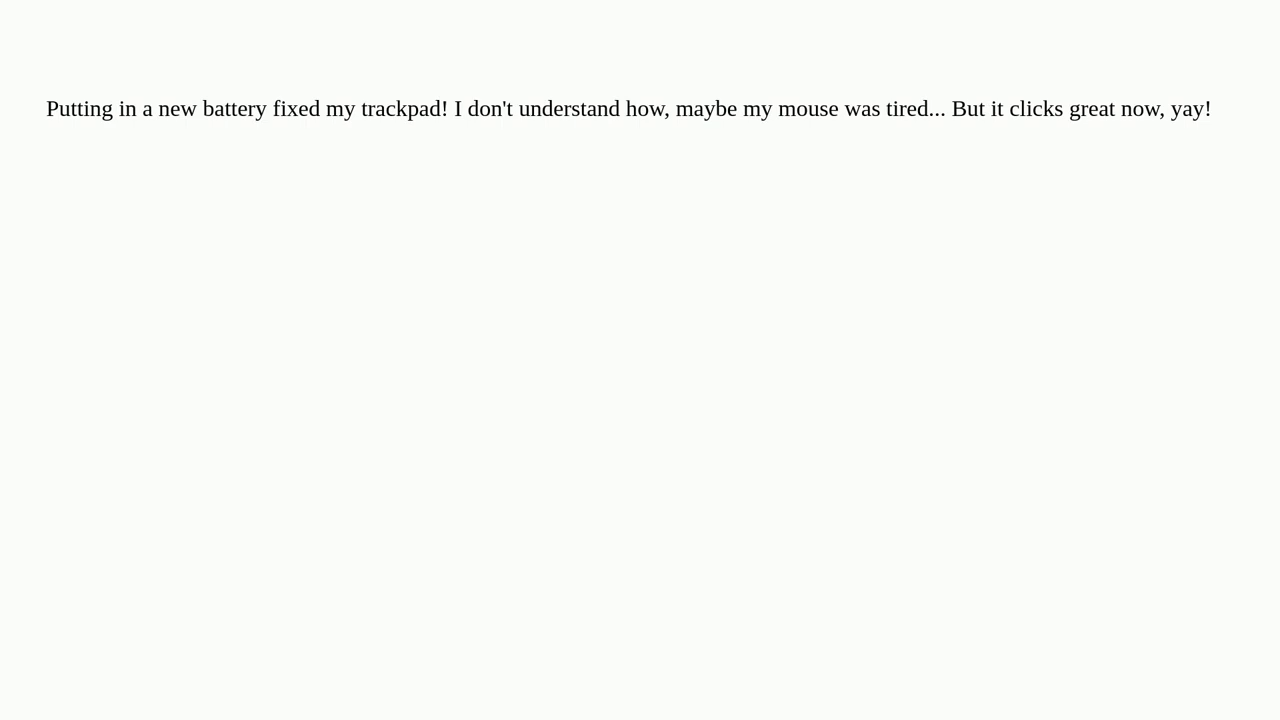 Putting in a new battery fixed my trackpad! I don't understand how, maybe my mouse was tired... But it clicks great now, yay!